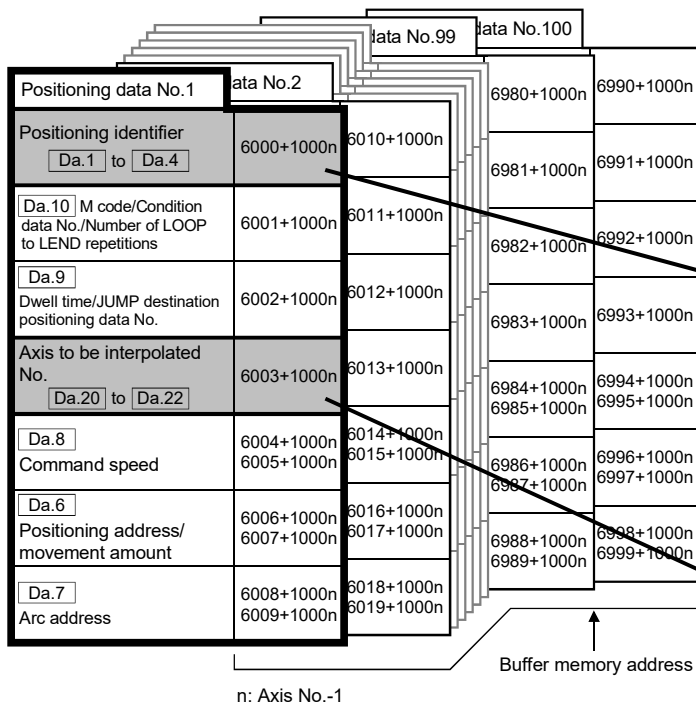 data No.99
data No.100
Positioning data No.1
ata No.2
Positioning identifier
Da.1 to Da.4
6000+1000n
6010+1000n
6980+1000n
6990+1000n
Da.10 M code/Condition
data No./Number of LOOP
to LEND repetitions
6001+1000n
6011+1000n
6981+1000n
6991+1000n
Da.9
Dwell time/JUMP destination
positioning data No.
6002+1000n
6012+1000n
6982+1000n
6992+1000n
Axis to be interpolated
No.
Da.20 to Da.22
6003+1000n
6013+1000n
6983+1000n
6993+1000n
Da.8
Command speed
6004+1000n
6005+1000n
6014+1000n
6015+1000n
6984+1000n
6985+1000n
6994+1000n
6995+1000n
Da.6
Positioning address/
movement amount
6006+1000n
6007+1000n
6016+1000n
6017+1000n
6986+1000n
6987+1000n
6996+1000n
6997+1000n
Da.7
Arc address
6008+1000n
6009+1000n
6018+1000n
6019+1000n
6988+1000n
6989+1000n
6998+1000n
6999+1000n
Buffer memory address
n: Axis No.-1